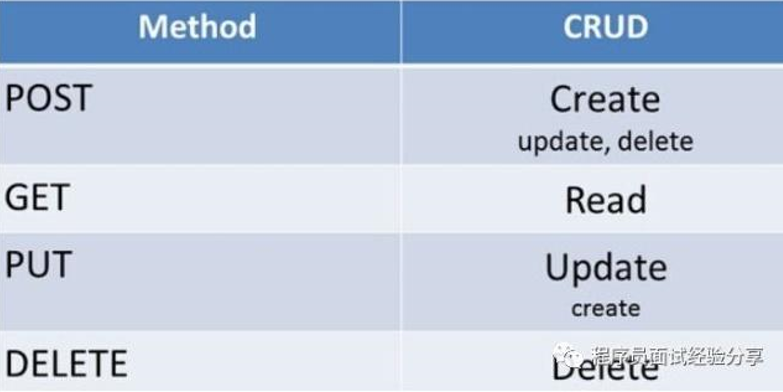 Method CRUD
POST Create
update, delete
GET Read
PUT Update
create
DELETE Delete
程序员面试经验分享